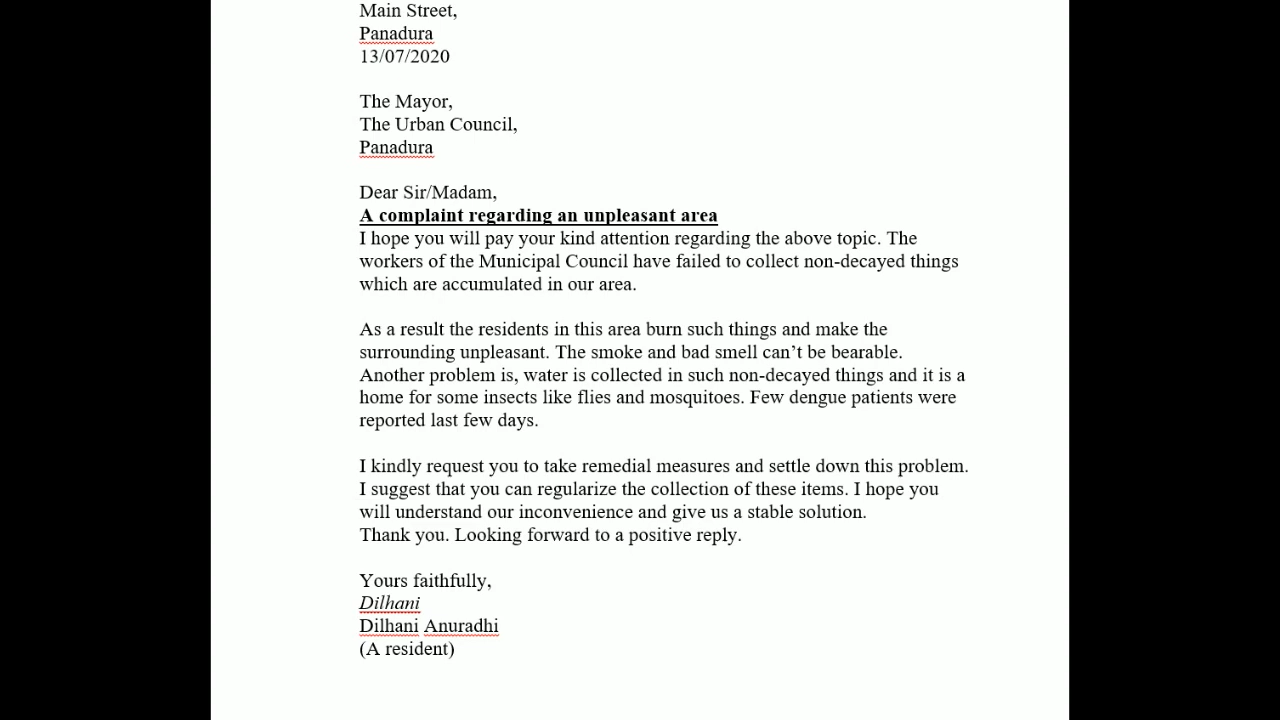 Main Street,
Panadura
13/07/2020
The Mayor,
The Urban Council,
Panadura
Dear Sir/Madam,
A complaint regarding an unpleasant area
I hope you will pay your kind attention regarding the above topic. The
workers of the Municipal Council have failed to collect non-decayed things
which are accumulated in our area.
As a result the residents in this area burn such things and make the
surrounding unpleasant. The smoke and bad smell can’t be bearable.
Another problem is, water is collected in such non-decayed things and it is a
home for some insects like flies and mosquitoes. Few dengue patients were
reported last few days.
I kindly request you to take remedial measures and settle down this problem.
I suggest that you can regularize the collection of these items. I hope you
will understand our inconvenience and give us a stable solution.
Thank you. Looking forward to a positive reply.
Yours faithfully,
Dilhani
Dilhani Anuradhi
(A resident)